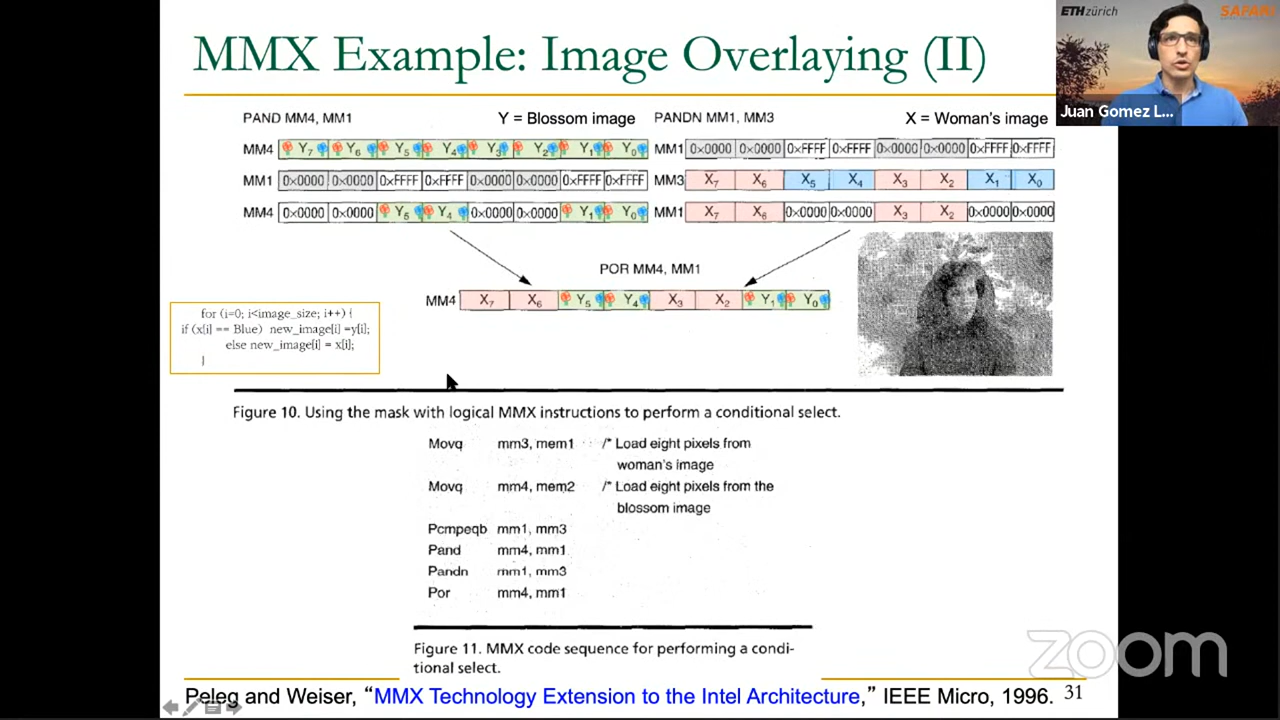 MMX Example: Image Overlaying (II)
ETH zürich
SAFARI
Juan Gomez L...
PAND MM4, MM1
Y = Blossom image
PANDN MM1, MM3
X = Woman's image
MM4 Y7 Y6 Y5 Y4 Y3 Y2 Y1 Y0
MM1 0x0000 0x0000 0xFFFF 0xFFFF 0x0000 0x0000 0xFFFF 0xFFFF
MM4 0x0000 0x0000 Y5 Y4 0x0000 0x0000 Y1 Y0
MM1 0x0000 0x0000 0xFFFF 0xFFFF 0x0000 0x0000 0xFFFF 0xFFFF
MM3 X7 X6 X5 X4 X3 X2 X1 X0
MM1 X7 X6 0x0000 0x0000 X3 X2 0x0000 0x0000
POR MM4, MM1
MM4 X7 X6 Y5 Y4 X3 X2 Y1 Y0
for (i=0; i<image_size; i++) {
if (x[i] == Blue) new_image[i] =y[i];
else new_image[i] = x[i];
}
Figure 10. Using the mask with logical MMX instructions to perform a conditional select.
Movq mm3, mem1 /* Load eight pixels from
woman's image
Movq mm4, mem2 /* Load eight pixels from the
blossom image
Pcmpeqb mm1, mm3
Pand mm4, mm1
Pandn mm1, mm3
Por mm4, mm1
Figure 11. MMX code sequence for performing a condi-
tional select.
zoom
Peleg and Weiser, “MMX Technology Extension to the Intel Architecture,” IEEE Micro, 1996.
31